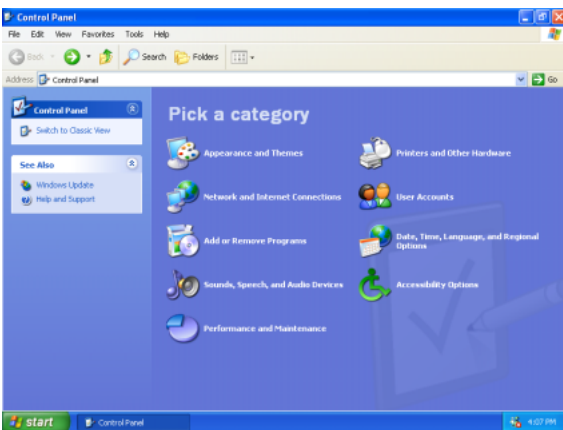 Control Panel
File Edit View Favorites Tools Help
Back Search Folders
Address Control Panel Go
Control Panel
Switch to Classic View
See Also
Windows Update
Help and Support
Pick a category
Appearance and Themes
Printers and Other Hardware
Network and Internet Connections
User Accounts
Add or Remove Programs
Date, Time, Language, and Regional
Options
Sounds, Speech, and Audio Devices
Accessibility Options
Performance and Maintenance
start Control Panel 4:07 PM